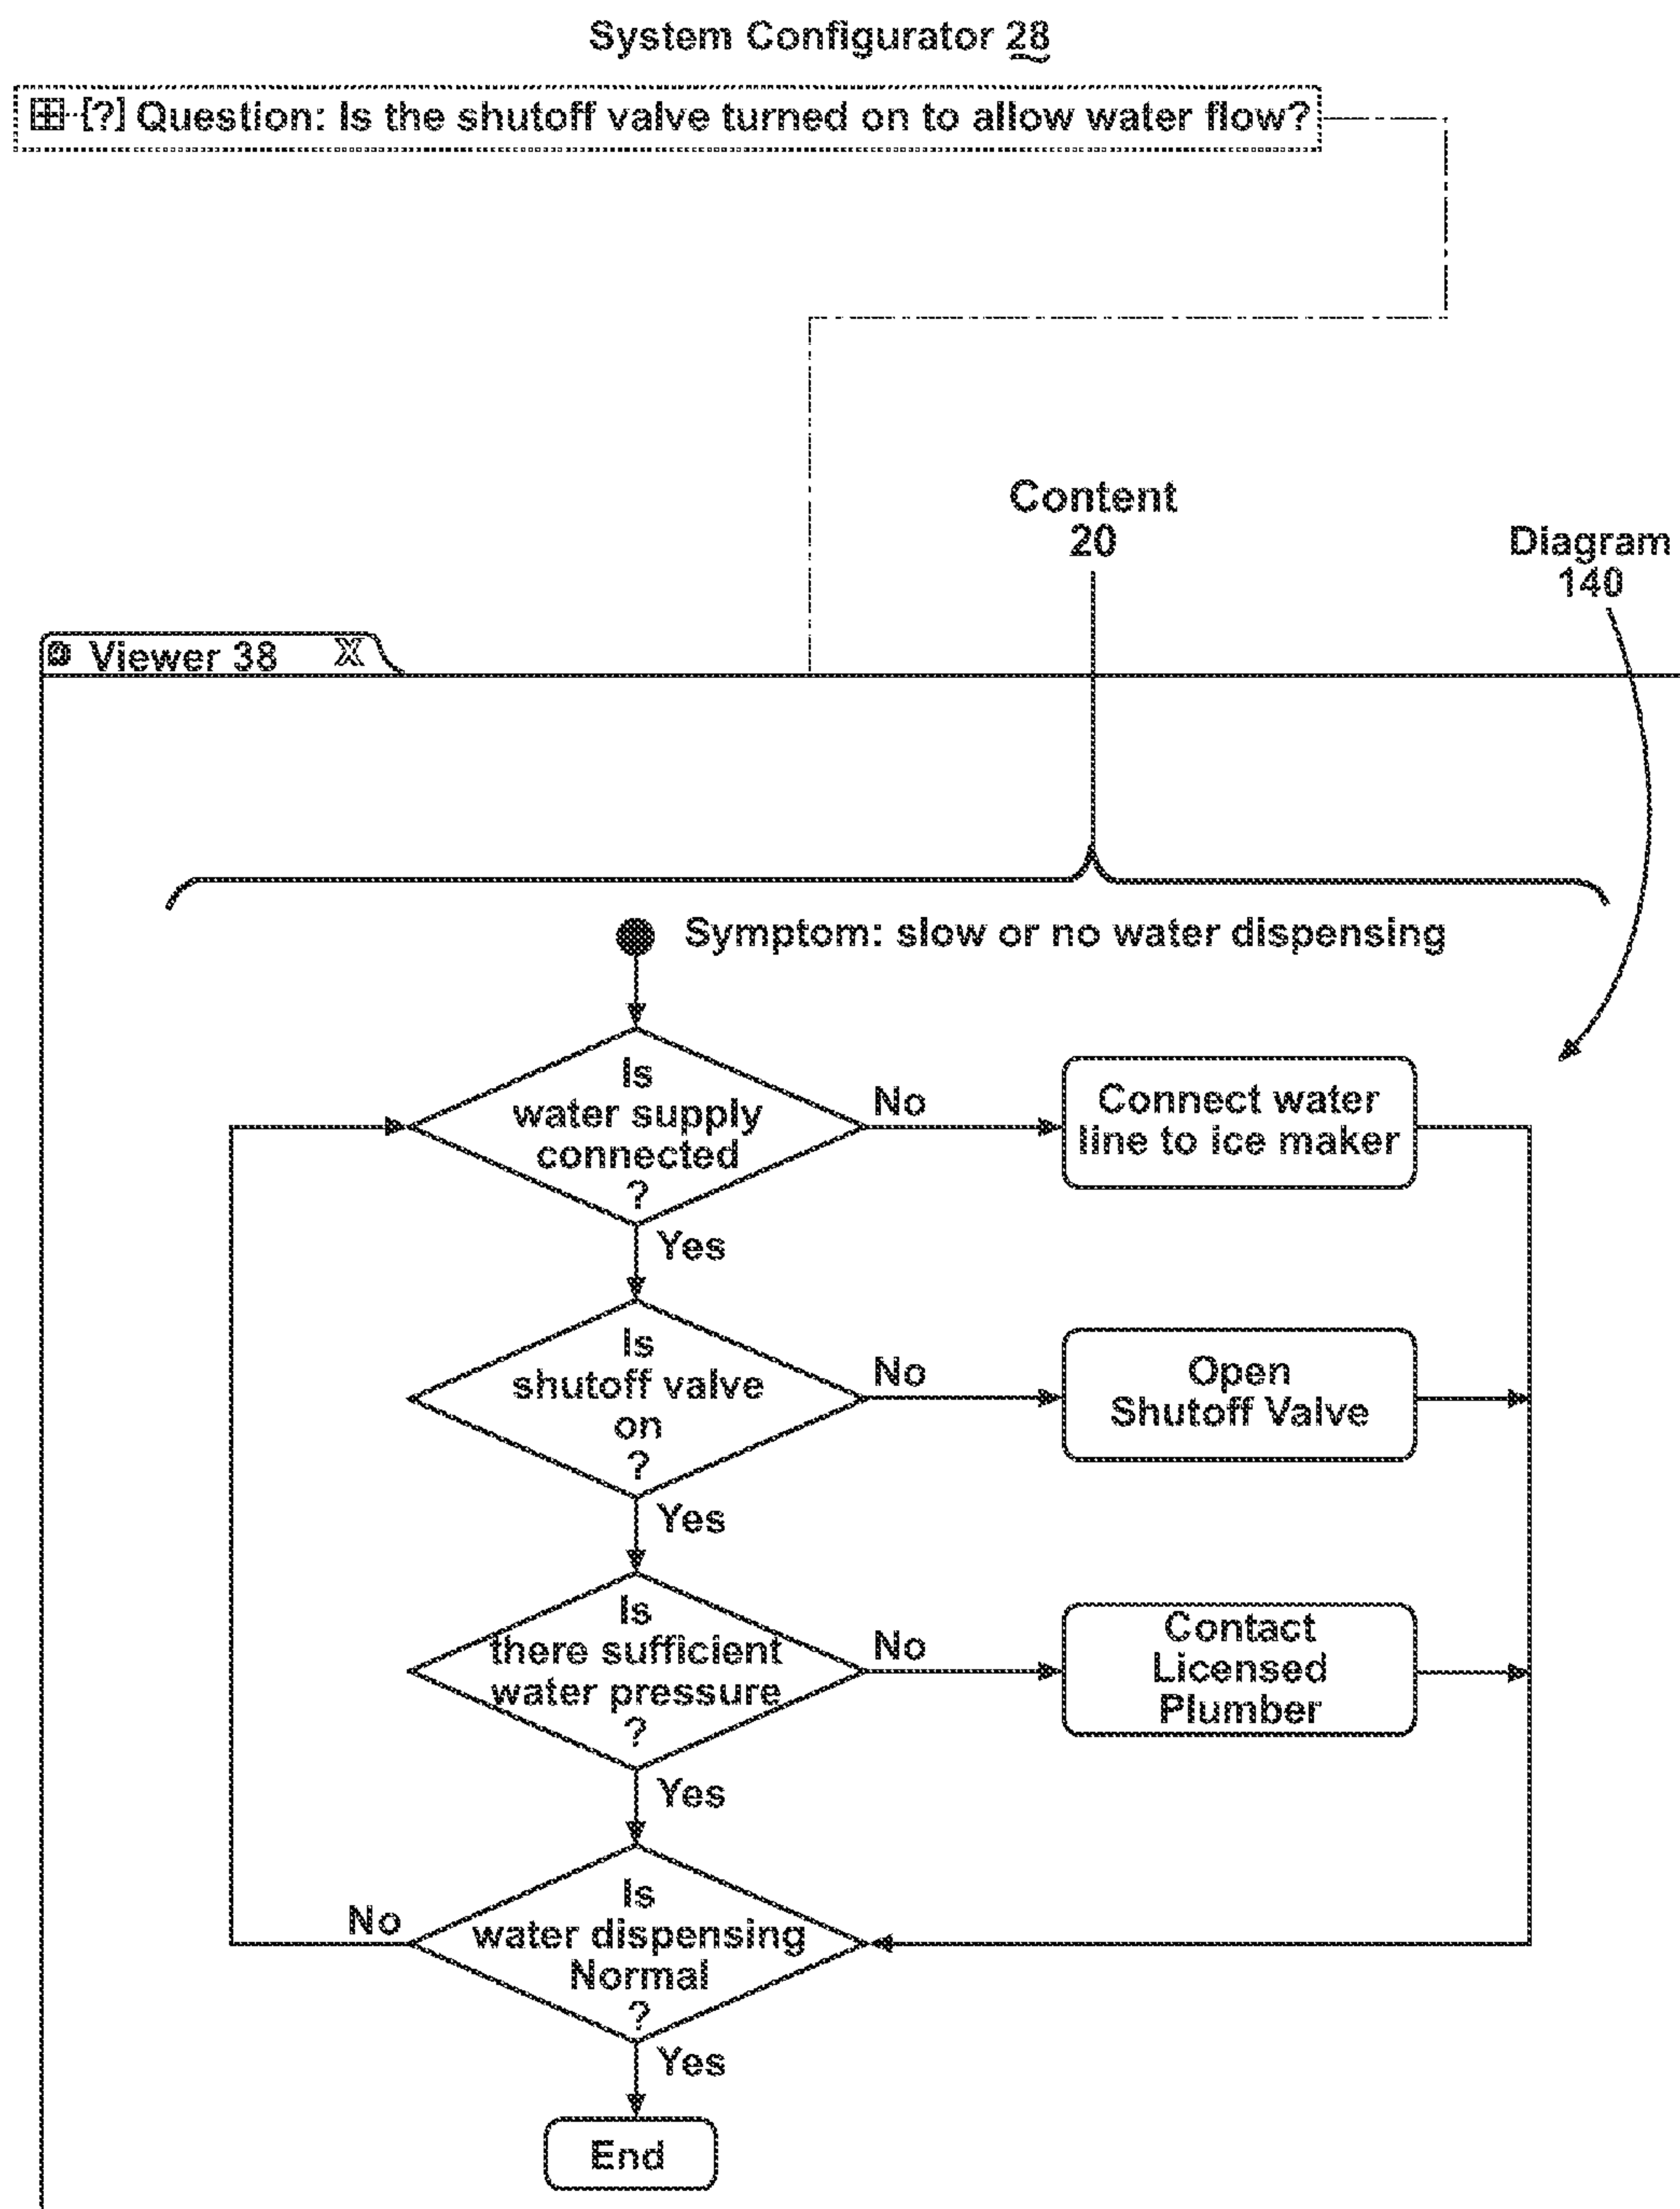 System Configurator 28
[?] Question: Is the shutoff valve turned on to allow water flow?
Content
20
Diagram
140
Viewer 38 X
Symptom: slow or no water dispensing
Is
water supply
connected
?
No
Connect water
line to ice maker
Yes
Is
shutoff valve
on
?
No
Open
Shutoff Valve
Yes
Is
there sufficient
water pressure
?
No
Contact
Licensed
Plumber
Yes
Is
water dispensing
Normal
?
No
Yes
End